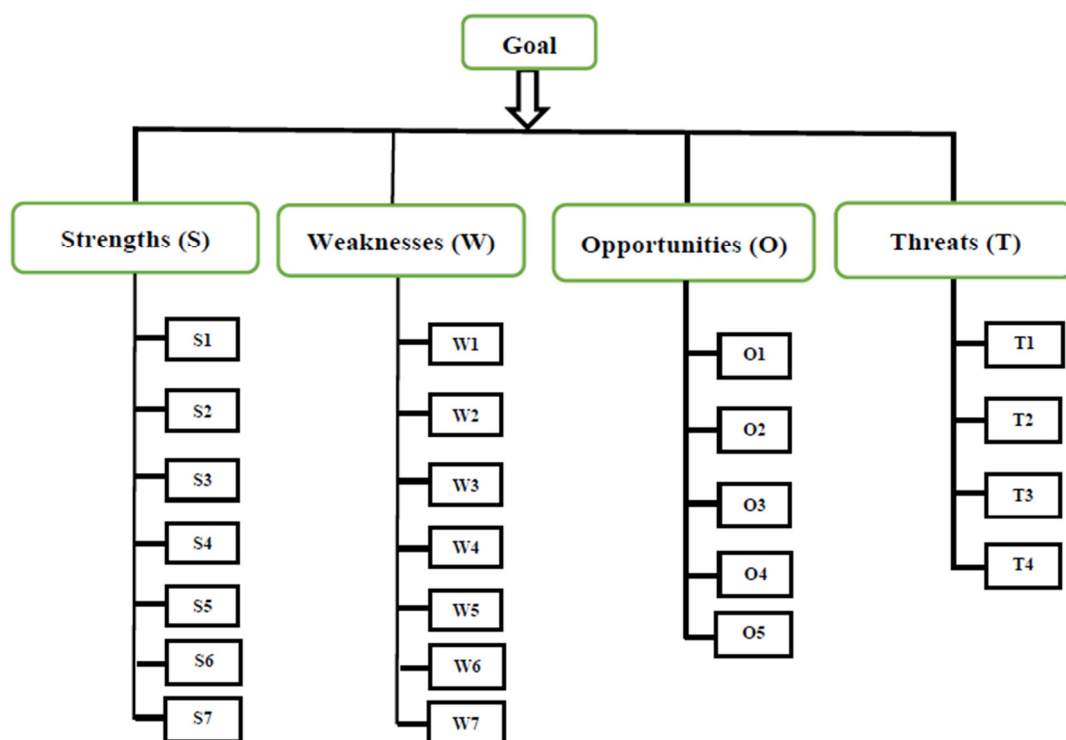 Goal
Strengths (S)
Weaknesses (W)
Opportunities (O)
Threats (T)
S1
S2
S3
S4
S5
S6
S7
W1
W2
W3
W4
W5
W6
W7
O1
O2
O3
O4
O5
T1
T2
T3
T4